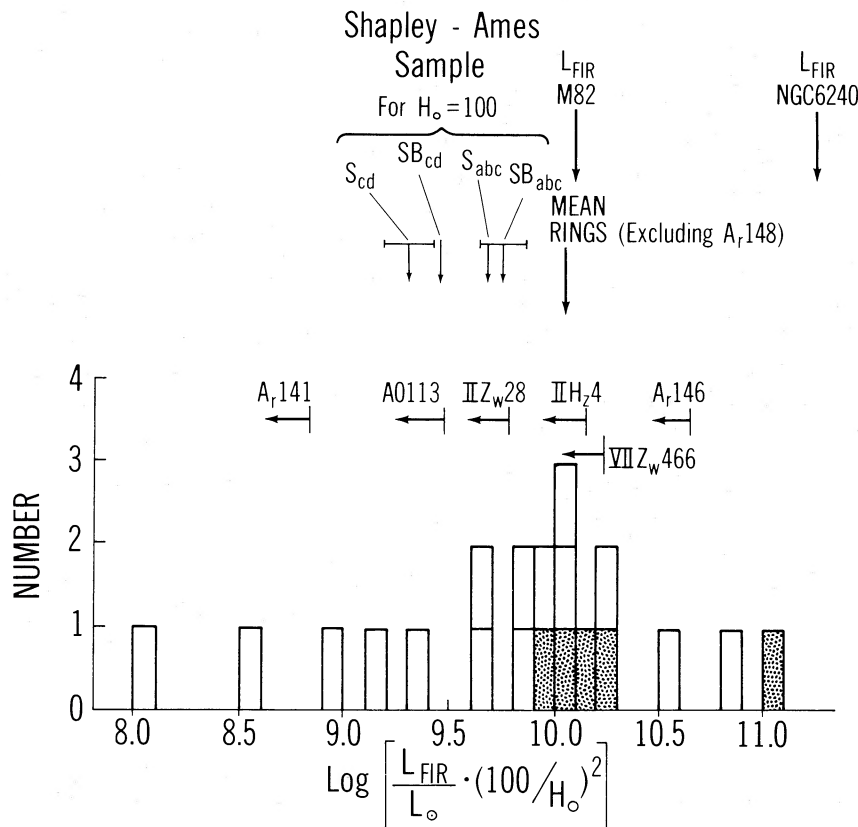 Shapley - Ames
Sample
For H₀ = 100
L_FIR
M82
L_FIR
NGC6240
S_cd
SB_cd
S_abc
SB_abc
MEAN
RINGS (Excluding A_r148)
A_r141
A0113
IIZ_w28
IIH_z4
A_r146
VIIZ_w466
NUMBER
4
3
2
1
0
8.0 8.5 9.0 9.5 10.0 10.5 11.0
Log [L_FIR/L_⊙ · (100/H₀)²]